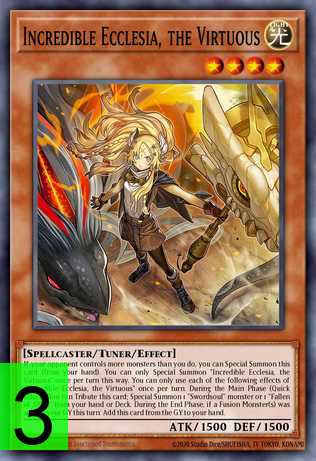 INCREDIBLE ECCLESIA, THE VIRTUOUS
LIGHT
光
[SPELLCASTER/TUNER/EFFECT]
If your opponent controls more monsters than you do, you can Special Summon this
card (from your hand). You can only Special Summon "Incredible Ecclesia, the
Virtuous" once per turn this way. You can only use each of the following effects of
Ecclesia, the Virtuous" once per turn. During the Main Phase (Quick
you can Tribute this card; Special Summon 1 "Swordsoul" monster or 1 "Fallen
from your hand or Deck. During the End Phase, if a Fusion Monster(s) was
GY this turn: Add this card from the GY to your hand.
ATK/1500 DEF/1500
3
©2020 Studio Dice/SHUEISHA, TV TOKYO, KONAMI